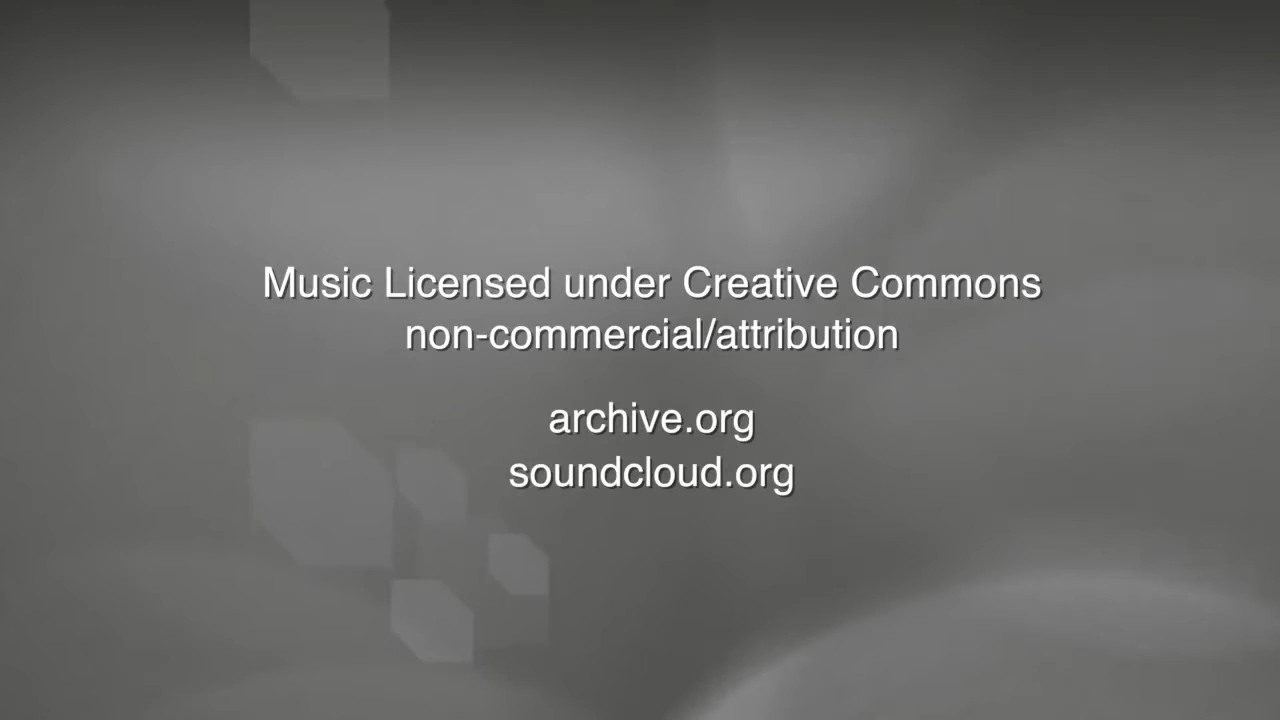 Music Licensed under Creative Commons
non-commercial/attribution
archive.org
soundcloud.org